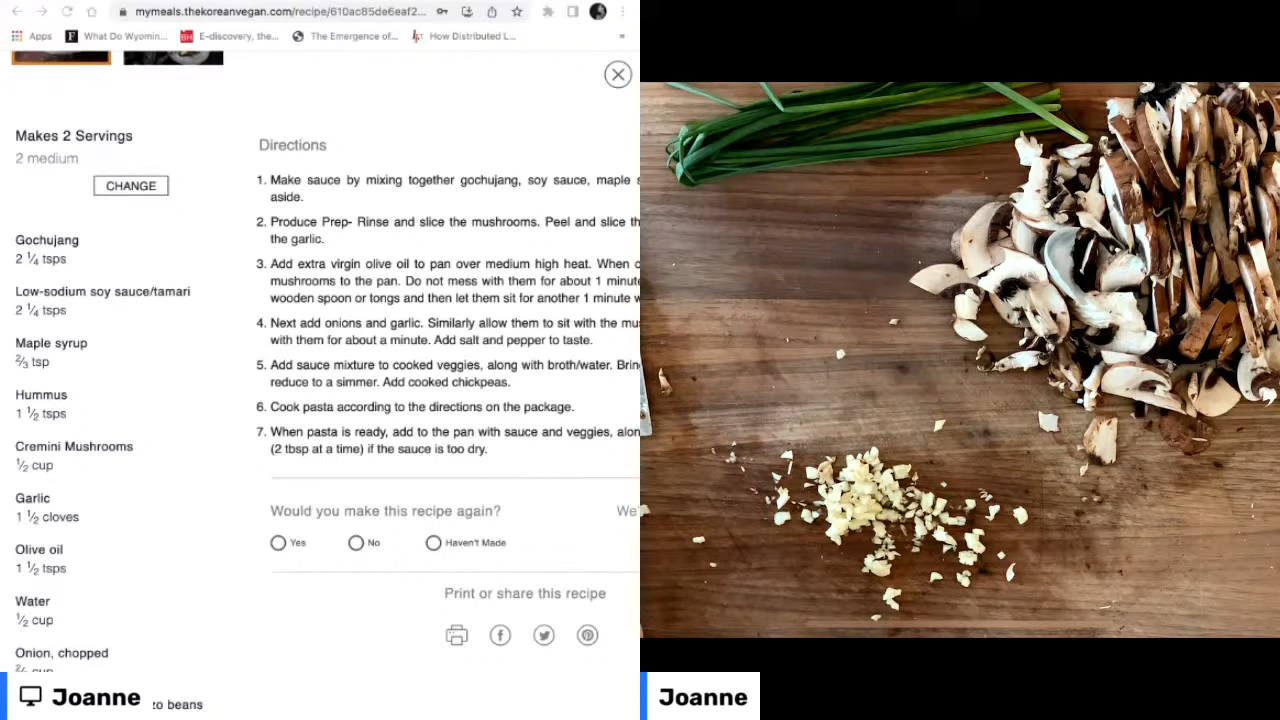 mymeals.thekoreanvegan.com/recipe/610ac85de6eaf2...
Apps What Do Wyomin... E-discovery, the... The Emergence of... How Distributed L...
Makes 2 Servings
2 medium
CHANGE
Gochujang
2 1/4 tsps
Low-sodium soy sauce/tamari
2 1/4 tsps
Maple syrup
2/3 tsp
Hummus
1 1/2 tsps
Cremini Mushrooms
1/2 cup
Garlic
1 1/2 cloves
Olive oil
1 1/2 tsps
Water
1/2 cup
Onion, chopped
zo beans
Directions
1. Make sauce by mixing together gochujang, soy sauce, maple s
aside.
2. Produce Prep- Rinse and slice the mushrooms. Peel and slice th
the garlic.
3. Add extra virgin olive oil to pan over medium high heat. When o
mushrooms to the pan. Do not mess with them for about 1 minute
wooden spoon or tongs and then let them sit for another 1 minute w
4. Next add onions and garlic. Similarly allow them to sit with the mus
with them for about a minute. Add salt and pepper to taste.
5. Add sauce mixture to cooked veggies, along with broth/water. Brin
reduce to a simmer. Add cooked chickpeas.
6. Cook pasta according to the directions on the package.
7. When pasta is ready, add to the pan with sauce and veggies, alon
(2 tbsp at a time) if the sauce is too dry.
Would you make this recipe again? We'
Yes No Haven't Made
Print or share this recipe
Joanne
Joanne